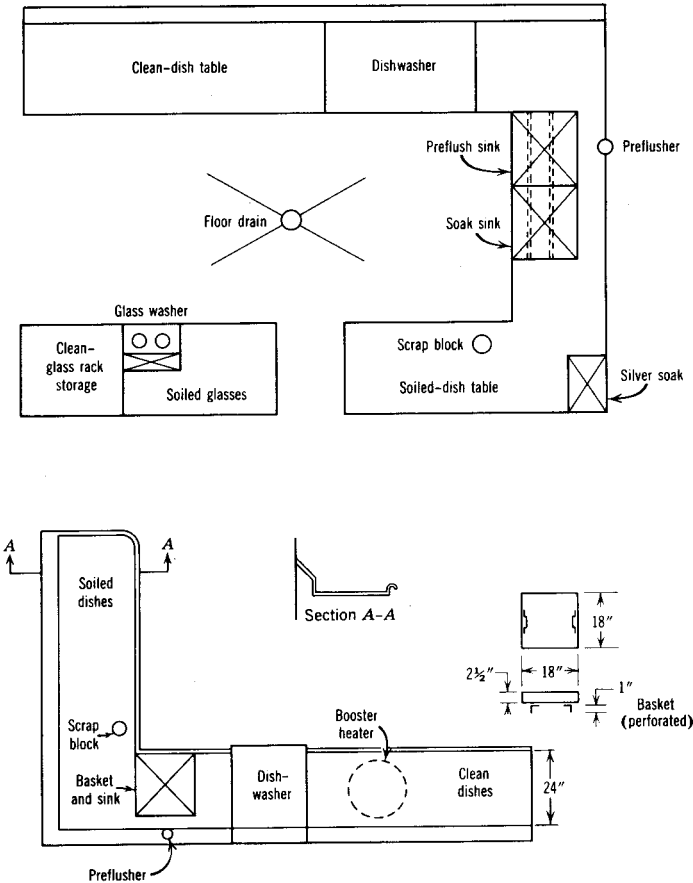 Clean-dish table
Dishwasher
Preflush sink
Preflusher
Floor drain
Soak sink
Glass washer
Clean-
glass rack
storage
Soiled glasses
Scrap block
Soiled-dish table
Silver soak
A
A
Soiled
dishes
Section A-A
18"
18"
2½"
1"
Basket
(perforated)
Scrap
block
Booster
heater
Basket
and sink
Dish-
washer
Clean
dishes
24"
Preflusher